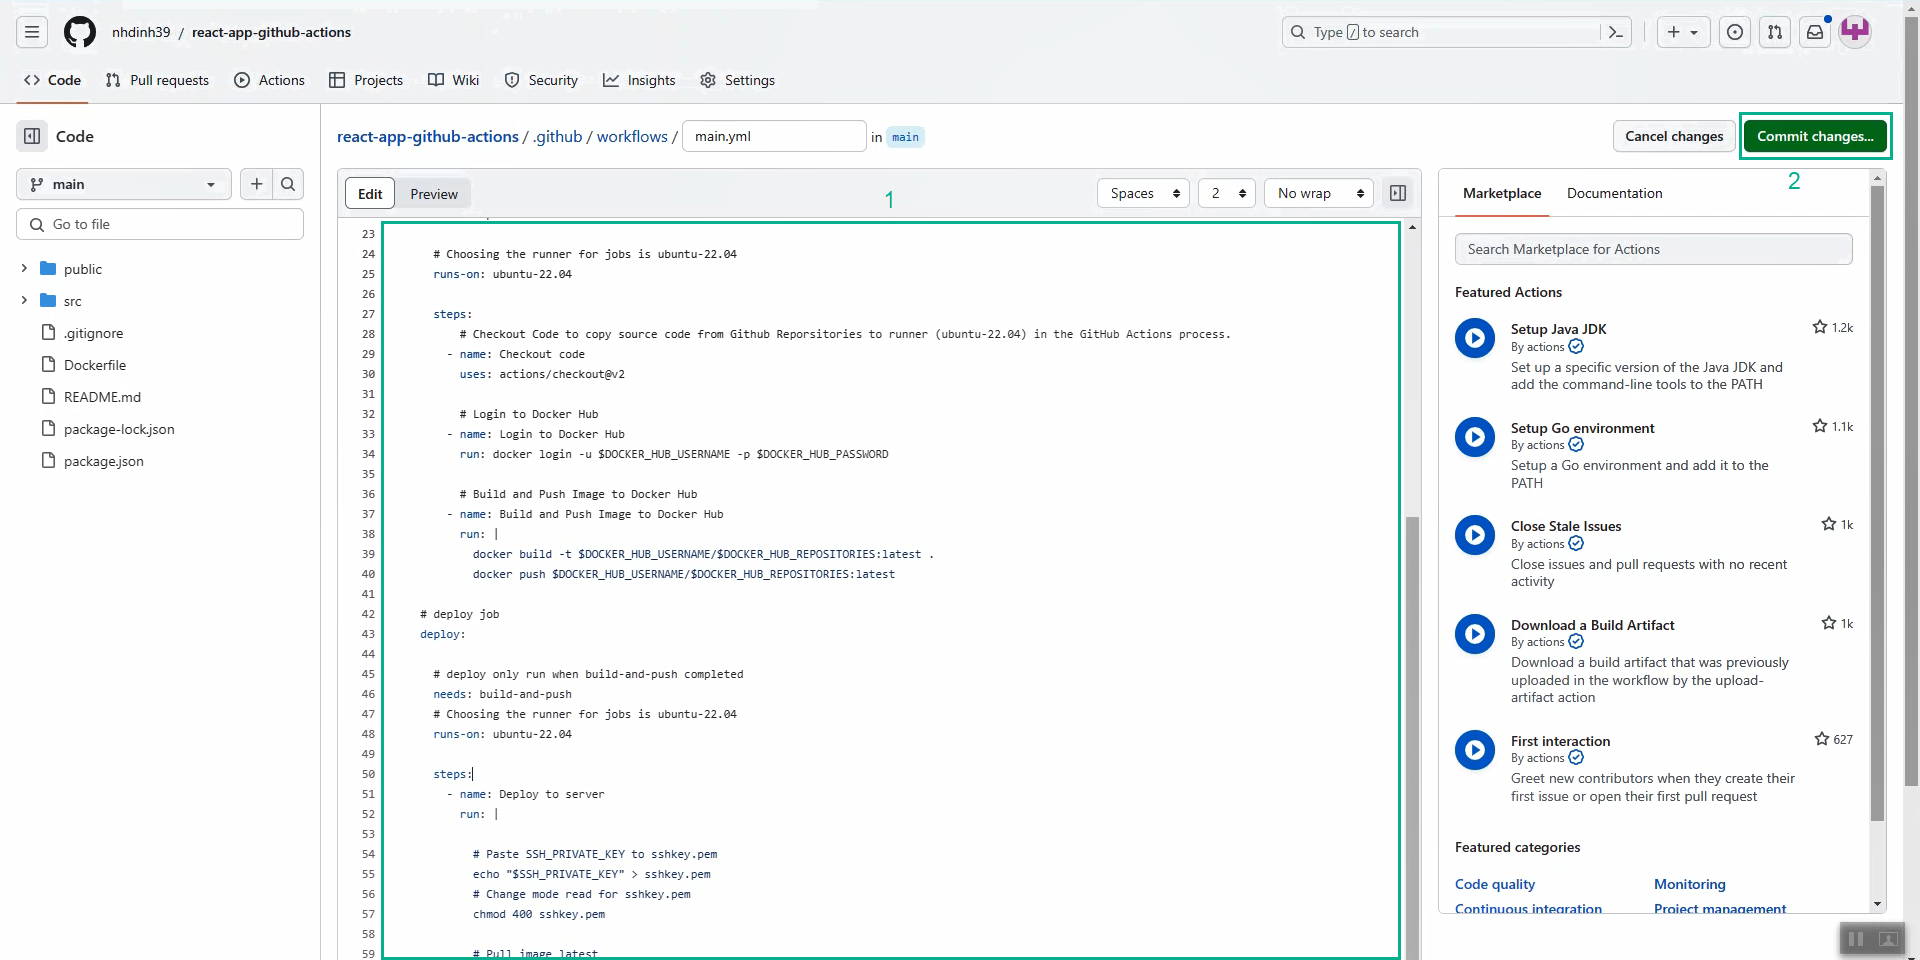 nhdinh39 / react-app-github-actions
Type / to search
Code Pull requests Actions Projects Wiki Security Insights Settings
Code
main
Go to file
public
src
.gitignore
Dockerfile
README.md
package-lock.json
package.json
react-app-github-actions / .github / workflows / main.yml in main
Cancel changes
Commit changes...
Edit Preview
1
Spaces 2 No wrap
23
24 # Choosing the runner for jobs is ubuntu-22.04
25 runs-on: ubuntu-22.04
26
27 steps:
28 # Checkout Code to copy source code from Github Reporsitories to runner (ubuntu-22.04) in the GitHub Actions process.
29 - name: Checkout code
30 uses: actions/checkout@v2
31
32 # Login to Docker Hub
33 - name: Login to Docker Hub
34 run: docker login -u $DOCKER_HUB_USERNAME -p $DOCKER_HUB_PASSWORD
35
36 # Build and Push Image to Docker Hub
37 - name: Build and Push Image to Docker Hub
38 run: |
39 docker build -t $DOCKER_HUB_USERNAME/$DOCKER_HUB_REPOSITORIES:latest .
40 docker push $DOCKER_HUB_USERNAME/$DOCKER_HUB_REPOSITORIES:latest
41
42 # deploy job
43 deploy:
44
45 # deploy only run when build-and-push completed
46 needs: build-and-push
47 # Choosing the runner for jobs is ubuntu-22.04
48 runs-on: ubuntu-22.04
49
50 steps:
51 - name: Deploy to server
52 run: |
53
54 # Paste SSH_PRIVATE_KEY to sshkey.pem
55 echo "$SSH_PRIVATE_KEY" > sshkey.pem
56 # Change mode read for sshkey.pem
57 chmod 400 sshkey.pem
58
59 # Pull image latest
2
Marketplace Documentation
Search Marketplace for Actions
Featured Actions
Setup Java JDK 1.2k
By actions
Set up a specific version of the Java JDK and
add the command-line tools to the PATH
Setup Go environment 1.1k
By actions
Setup a Go environment and add it to the
PATH
Close Stale Issues 1k
By actions
Close issues and pull requests with no recent
activity
Download a Build Artifact 1k
By actions
Download a build artifact that was previously
uploaded in the workflow by the upload-
artifact action
First interaction 627
By actions
Greet new contributors when they create their
first issue or open their first pull request
Featured categories
Code quality Monitoring
Continuous integration Project management